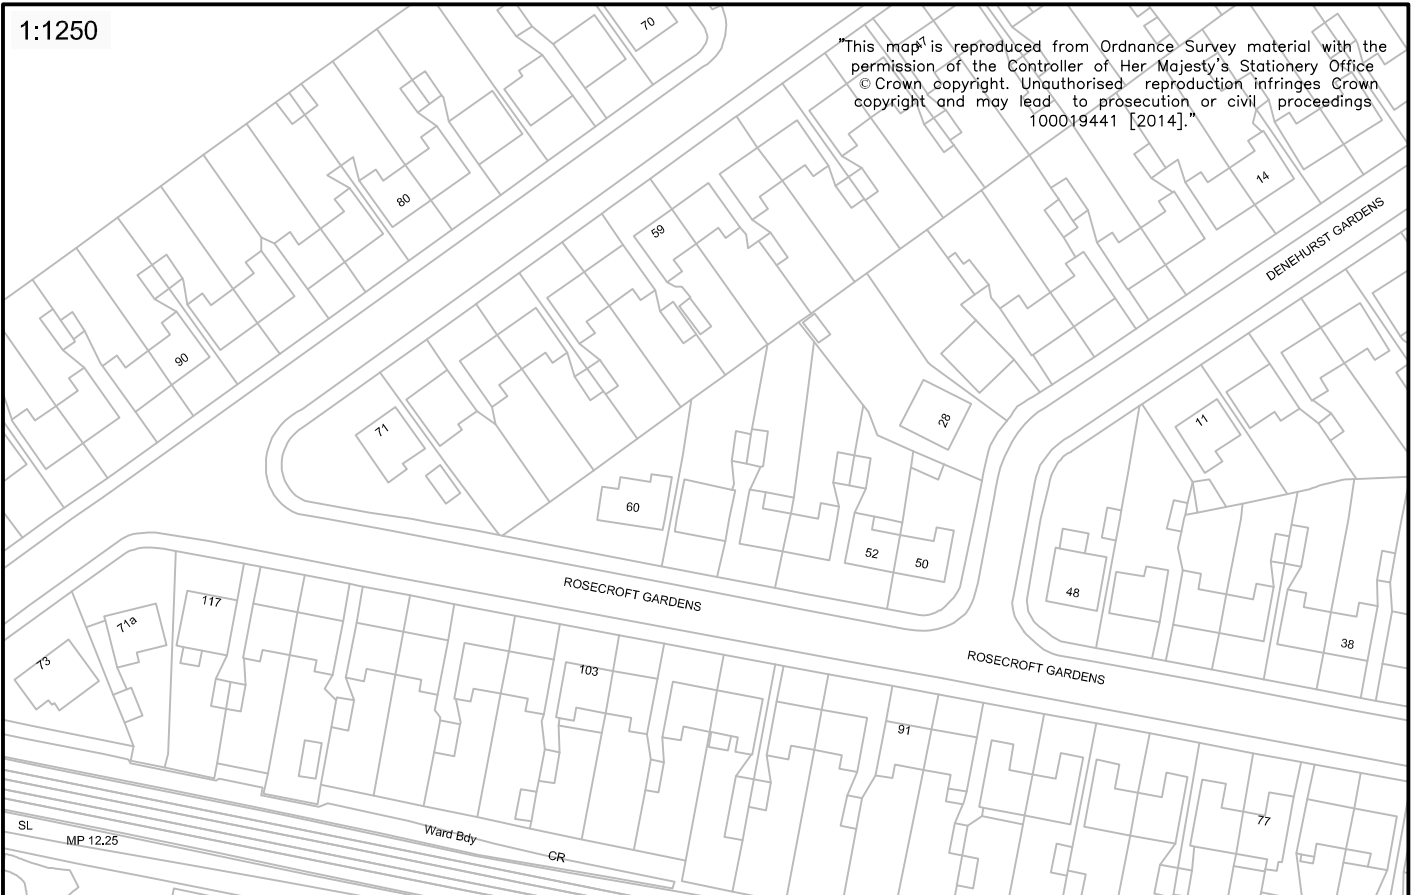 1:1250
70
47
"This map is reproduced from Ordnance Survey material with the
permission of the Controller of Her Majesty's Stationery Office
© Crown copyright. Unauthorised reproduction infringes Crown
copyright and may lead to prosecution or civil proceedings
100019441 [2014]."
14
80
59
DENEHURST GARDENS
90
71
28
11
60
52
50
48
ROSECROFT GARDENS
117
71a
73
38
103
ROSECROFT GARDENS
91
77
SL
MP 12.25
Ward Bdy
CR